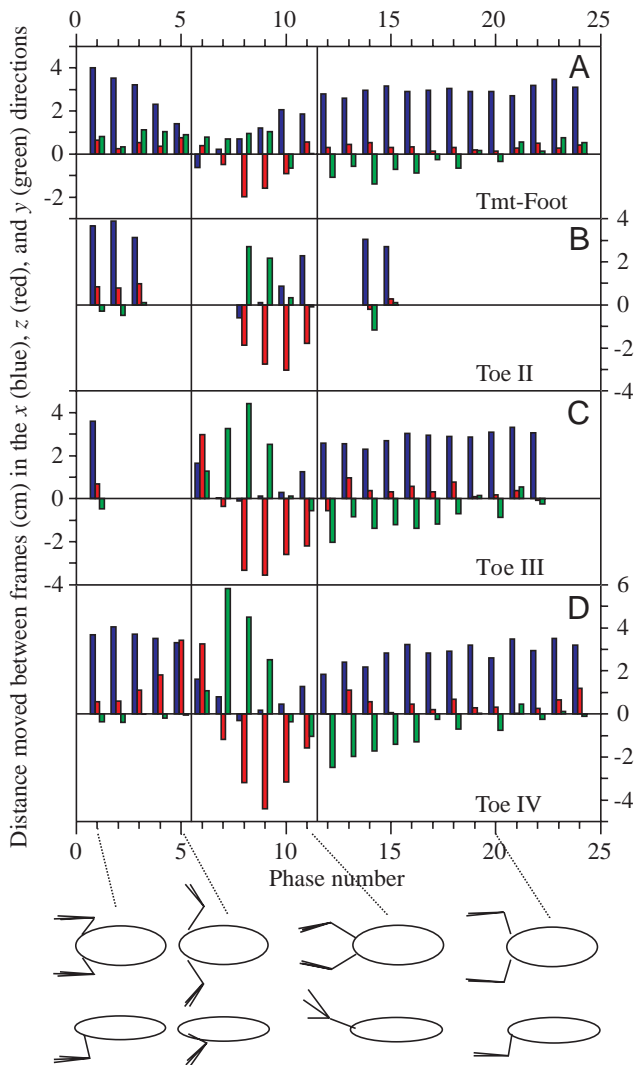 0 5 10 15 20 25
Distance moved between frames (cm) in the x (blue), z (red), and y (green) directions
4
2
0
-2
A
Tmt-Foot
4
2
0
-2
-4
B
Toe II
4
2
0
-2
-4
C
Toe III
6
4
2
0
-2
-4
D
Toe IV
0 5 10 15 20 25
Phase number